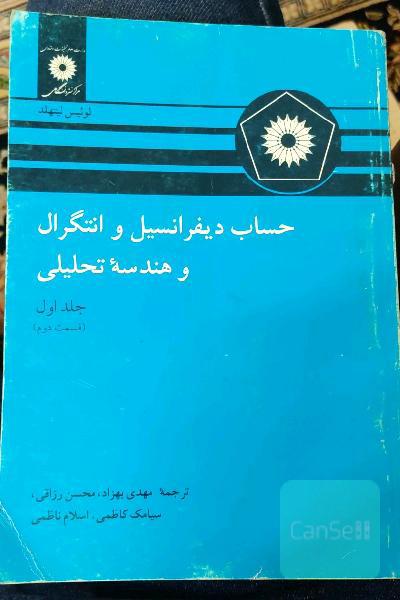 مرکز نشر دانشگاهی
لوئیس لیتهلد
حساب دیفرانسیل و انتگرال
و هندسهٔ تحلیلی
جلد اول
(قسمت دوم)
ترجمهٔ مهدی بهزاد، محسن رزاقی،
سیامک کاظمی، اسلام ناظمی
CanSell